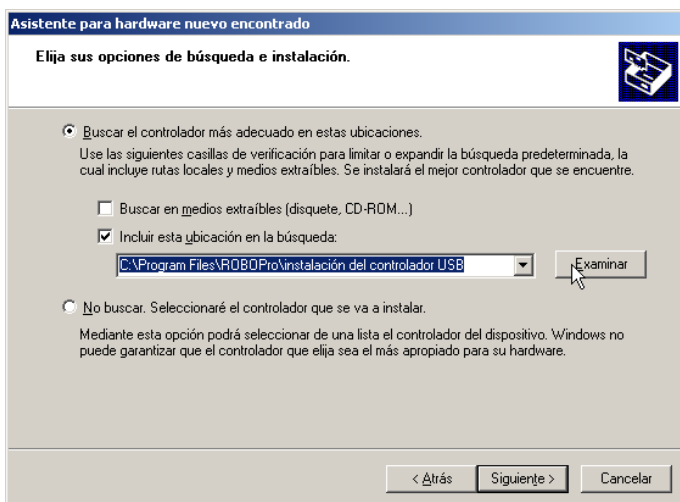 Asistente para hardware nuevo encontrado
Elija sus opciones de búsqueda e instalación.
Buscar el controlador más adecuado en estas ubicaciones.
Use las siguientes casillas de verificación para limitar o expandir la búsqueda predeterminada, la
cual incluye rutas locales y medios extraíbles. Se instalará el mejor controlador que se encuentre.
Buscar en medios extraíbles (disquete, CD-ROM...)
Incluir esta ubicación en la búsqueda:
C:\Program Files\ROBOPro\instalación del controlador USB
Examinar
No buscar. Seleccionaré el controlador que se va a instalar.
Mediante esta opción podrá seleccionar de una lista el controlador del dispositivo. Windows no
puede garantizar que el controlador que elija sea el más apropiado para su hardware.
< Atrás Siguiente > Cancelar